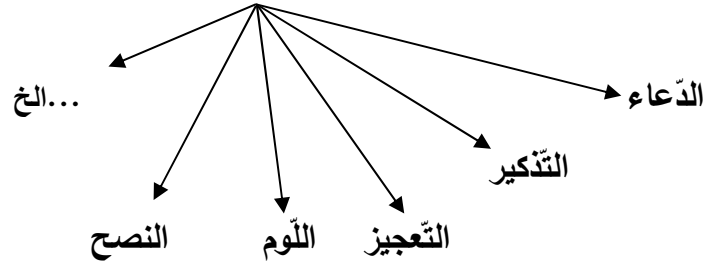 الدّعاء
التّذكير
التّعجيز
اللّوم
النصح
...الخ